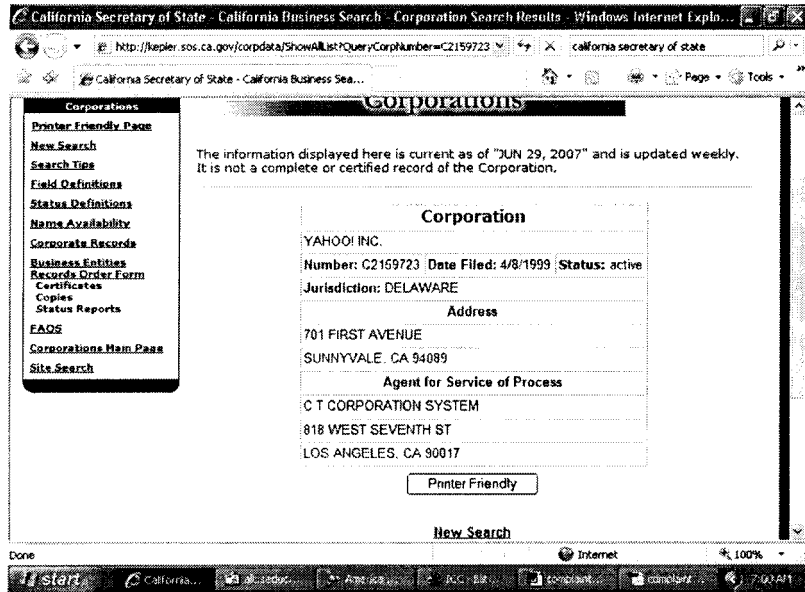 California Secretary of State - California Business Search - Corporation Search Results - Windows Internet Explo...
http://kepler.sos.ca.gov/corpdata/ShowAllList?QueryCorpNumber=C2159723
california secretary of state
California Secretary of State - California Business Sea...
Page
Tools
Corporations
Corporations
Printer Friendly Page
New Search
Search Tips
Field Definitions
Status Definitions
Name Availability
Corporate Records
Business Entities
Records Order Form
Certificates
Copies
Status Reports
FAQS
Corporations Main Page
Site Search
The information displayed here is current as of "JUN 29, 2007" and is updated weekly.
It is not a complete or certified record of the Corporation.
Corporation
YAHOO! INC.
Number: C2159723 Date Filed: 4/8/1999 Status: active
Jurisdiction: DELAWARE
Address
701 FIRST AVENUE
SUNNYVALE, CA 94089
Agent for Service of Process
C T CORPORATION SYSTEM
818 WEST SEVENTH ST
LOS ANGELES, CA 90017
Printer Friendly
New Search
Done
Internet
100%
start
Californa...
America
complaint...
complaint
7:00 AM